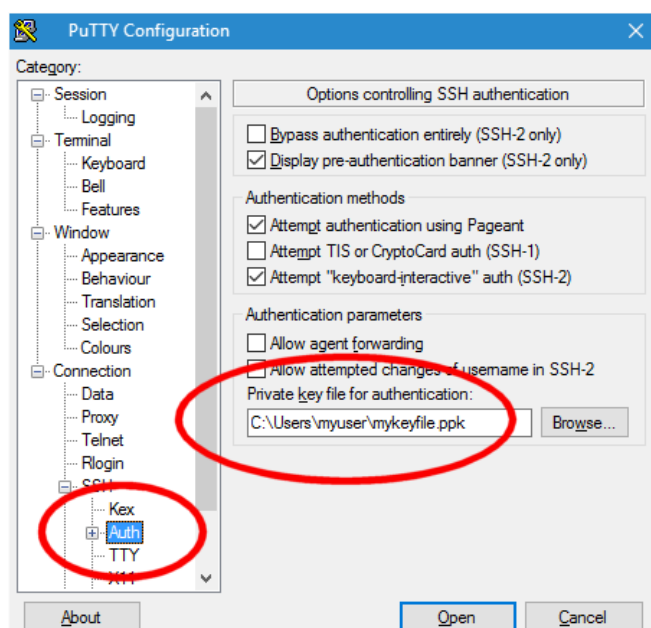 PuTTY Configuration
Category:
Session
Logging
Terminal
Keyboard
Bell
Features
Window
Appearance
Behaviour
Translation
Selection
Colours
Connection
Data
Proxy
Telnet
Rlogin
SSH
Kex
Auth
TTY
X11
Options controlling SSH authentication
Bypass authentication entirely (SSH-2 only)
Display pre-authentication banner (SSH-2 only)
Authentication methods
Attempt authentication using Pageant
Attempt TIS or CryptoCard auth (SSH-1)
Attempt "keyboard-interactive" auth (SSH-2)
Authentication parameters
Allow agent forwarding
Allow attempted changes of username in SSH-2
Private key file for authentication:
C:\Users\myuser\mykeyfile.ppk
Browse...
About
Open
Cancel